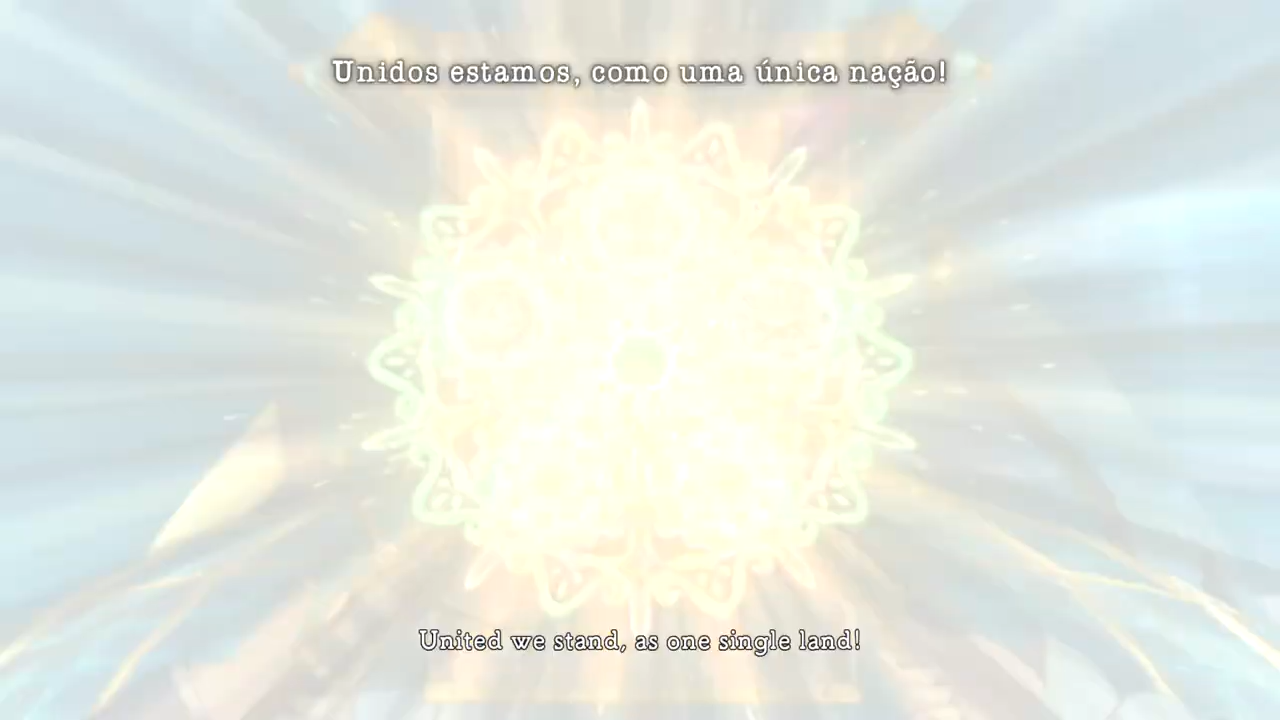 Unidos estamos, como uma única nação!
United we stand, as one single land!